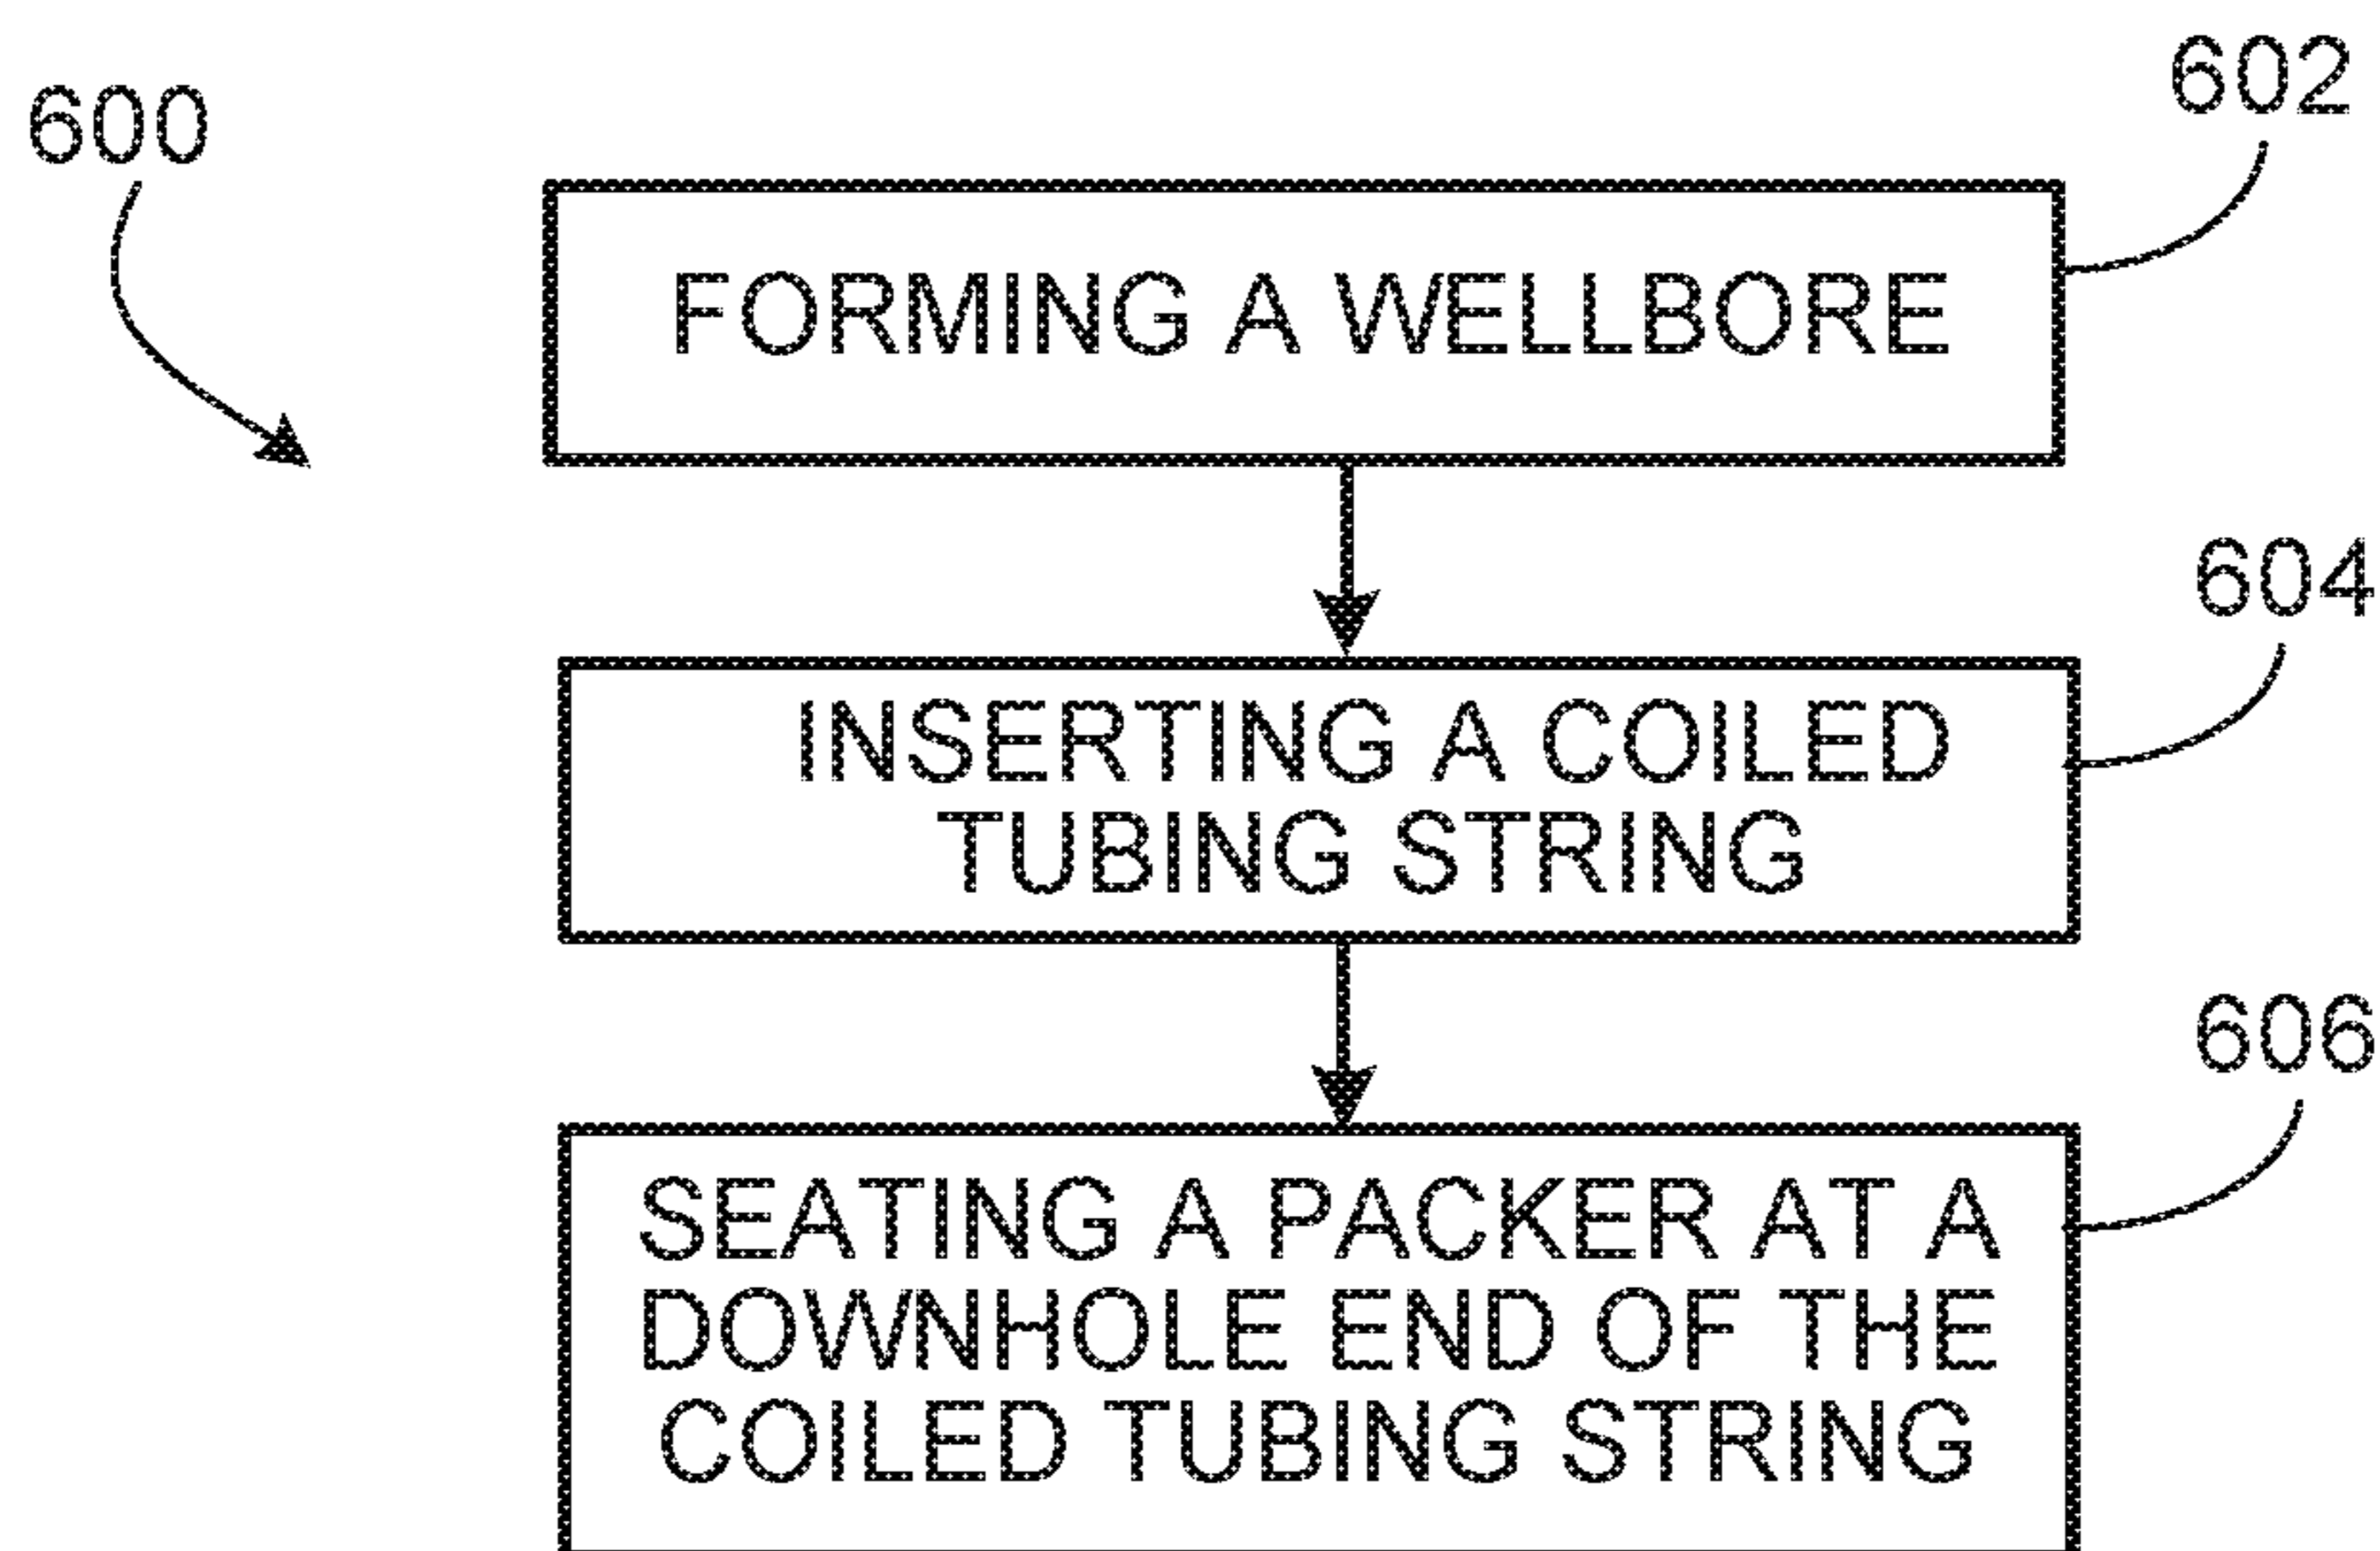 600
602
FORMING A WELLBORE
604
INSERTING A COILED
TUBING STRING
606
SEATING A PACKER AT A
DOWNHOLE END OF THE
COILED TUBING STRING